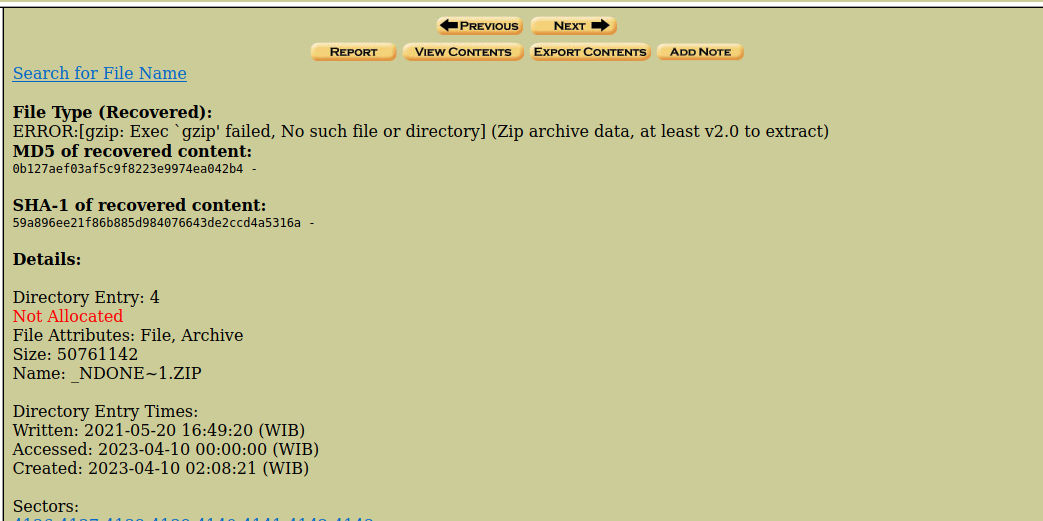 PREVIOUS NEXT
REPORT VIEW CONTENTS EXPORT CONTENTS ADD NOTE
Search for File Name
File Type (Recovered):
ERROR:[gzip: Exec `gzip' failed, No such file or directory] (Zip archive data, at least v2.0 to extract)
MD5 of recovered content:
0b127aef03af5c9f8223e9974ea042b4 -
SHA-1 of recovered content:
59a896ee21f86b885d984076643de2ccd4a5316a -
Details:
Directory Entry: 4
Not Allocated
File Attributes: File, Archive
Size: 50761142
Name: _NDONE~1.ZIP
Directory Entry Times:
Written: 2021-05-20 16:49:20 (WIB)
Accessed: 2023-04-10 00:00:00 (WIB)
Created: 2023-04-10 02:08:21 (WIB)
Sectors: